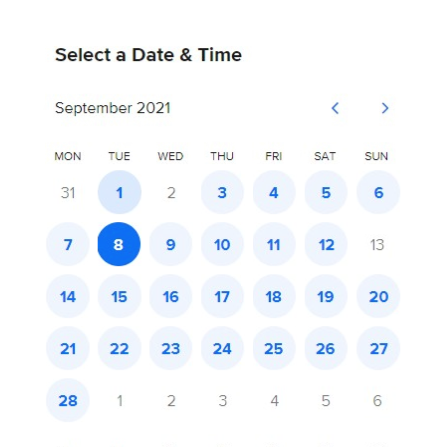 Select a Date & Time
September 2021
MON TUE WED THU FRI SAT SUN
31 1 2 3 4 5 6
7 8 9 10 11 12 13
14 15 16 17 18 19 20
21 22 23 24 25 26 27
28 1 2 3 4 5 6